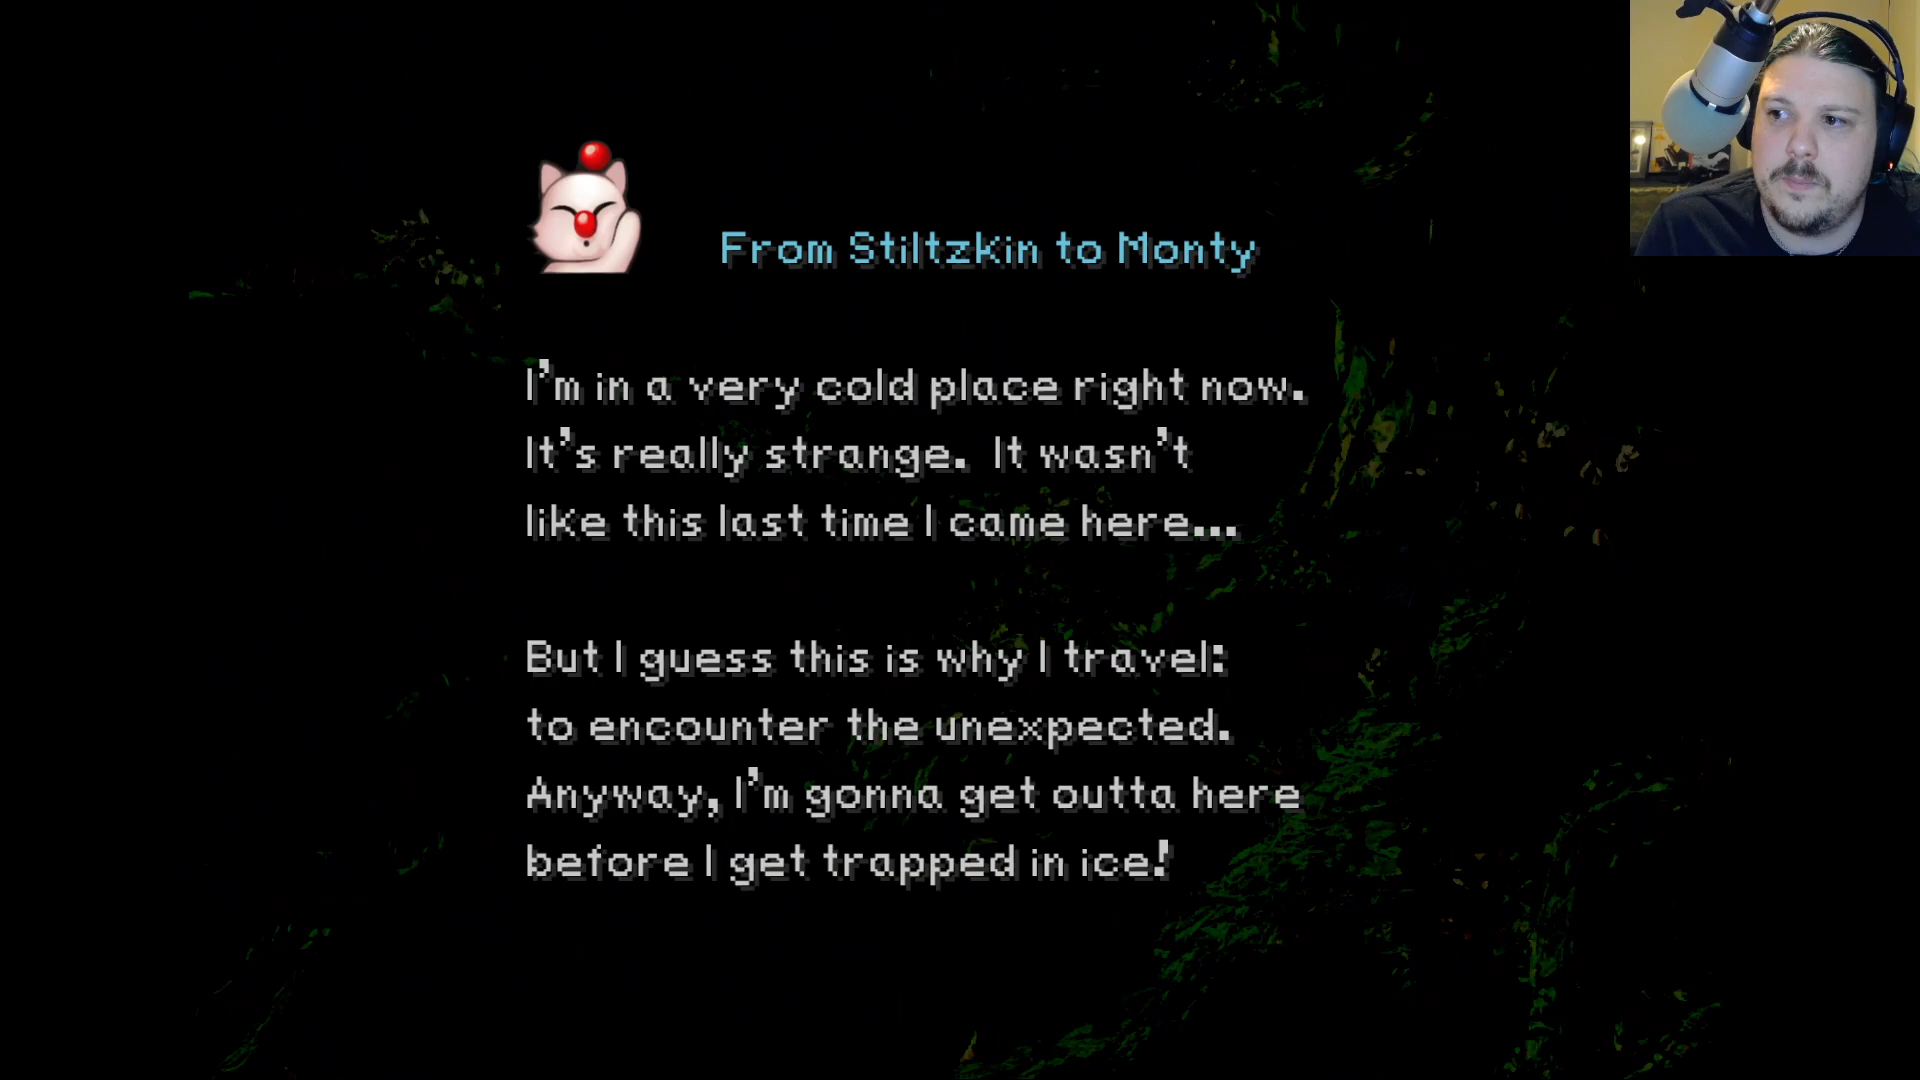 From Stiltzkin to Monty
I'm in a very cold place right now.
It's really strange. It wasn't
like this last time I came here...
But I guess this is why I travel:
to encounter the unexpected.
Anyway, I'm gonna get outta here
before I get trapped in ice!